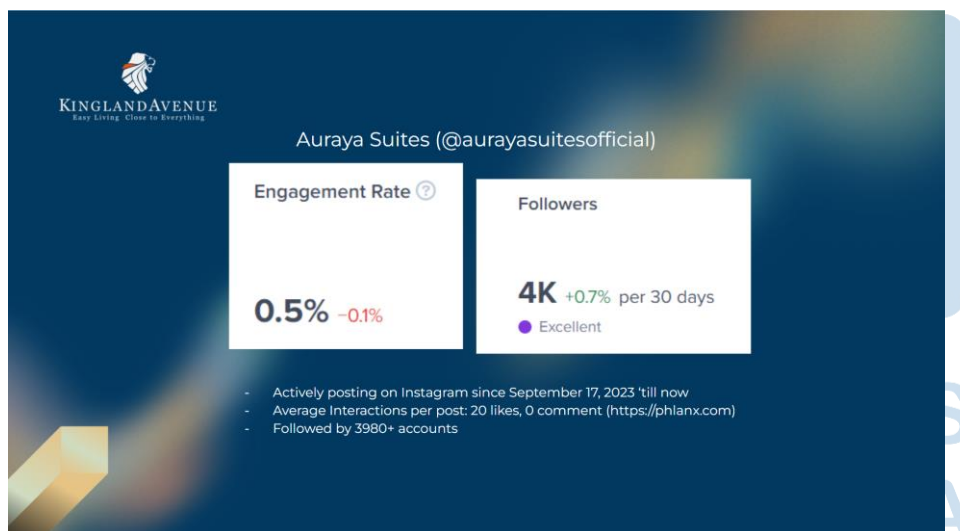 KINGLANDAVENUE
Easy Living Close to Everything
Auraya Suites (@aurayasuitesofficial)
Engagement Rate ?
0.5% -0.1%
Followers
4K +0.7% per 30 days
Excellent
- Actively posting on Instagram since September 17, 2023 'till now
- Average Interactions per post: 20 likes, 0 comment (https://phlanx.com)
- Followed by 3980+ accounts
S
A